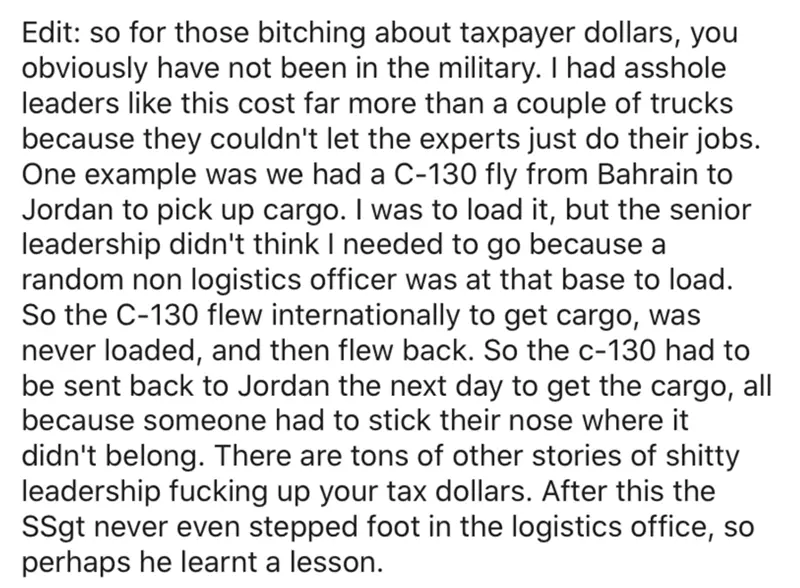 Edit: so for those bitching about taxpayer dollars, you
obviously have not been in the military. I had asshole
leaders like this cost far more than a couple of trucks
because they couldn't let the experts just do their jobs.
One example was we had a C-130 fly from Bahrain to
Jordan to pick up cargo. I was to load it, but the senior
leadership didn't think I needed to go because a
random non logistics officer was at that base to load.
So the C-130 flew internationally to get cargo, was
never loaded, and then flew back. So the c-130 had to
be sent back to Jordan the next day to get the cargo, all
because someone had to stick their nose where it
didn't belong. There are tons of other stories of shitty
leadership fucking up your tax dollars. After this the
SSgt never even stepped foot in the logistics office, so
perhaps he learnt a lesson.